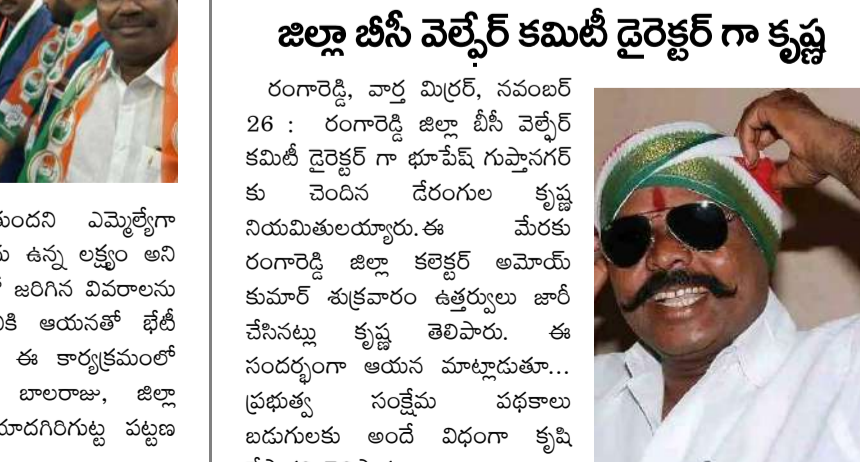 తుందని ఎమ్మెల్యేగా
ఉన్న లక్ష్యం అని
జరిగిన వివరాలను
ఆయనతో భేటీ
ఈ కార్యక్రమంలో
బాలరాజు, జిల్లా
యాదగిరిగుట్ట పట్టణ
జిల్లా బీసీ వెల్ఫేర్ కమిటీ డైరెక్టర్ గా కృష్ణ
రంగారెడ్డి, వార్త మిర్రర్, నవంబర్
26 : రంగారెడ్డి జిల్లా బీసీ వెల్ఫేర్
కమిటీ డైరెక్టర్ గా భూపేష్ గుప్తానగర్
కు చెందిన డేరంగుల కృష్ణ
నియమితులయ్యారు.ఈ మేరకు
రంగారెడ్డి జిల్లా కలెక్టర్ అమోయ్
కుమార్ శుక్రవారం ఉత్తర్వులు జారీ
చేసినట్లు కృష్ణ తెలిపారు. ఈ
సందర్భంగా ఆయన మాట్లాడుతూ...
ప్రభుత్వ సంక్షేమ పథకాలు
బడుగులకు అందే విధంగా కృషి